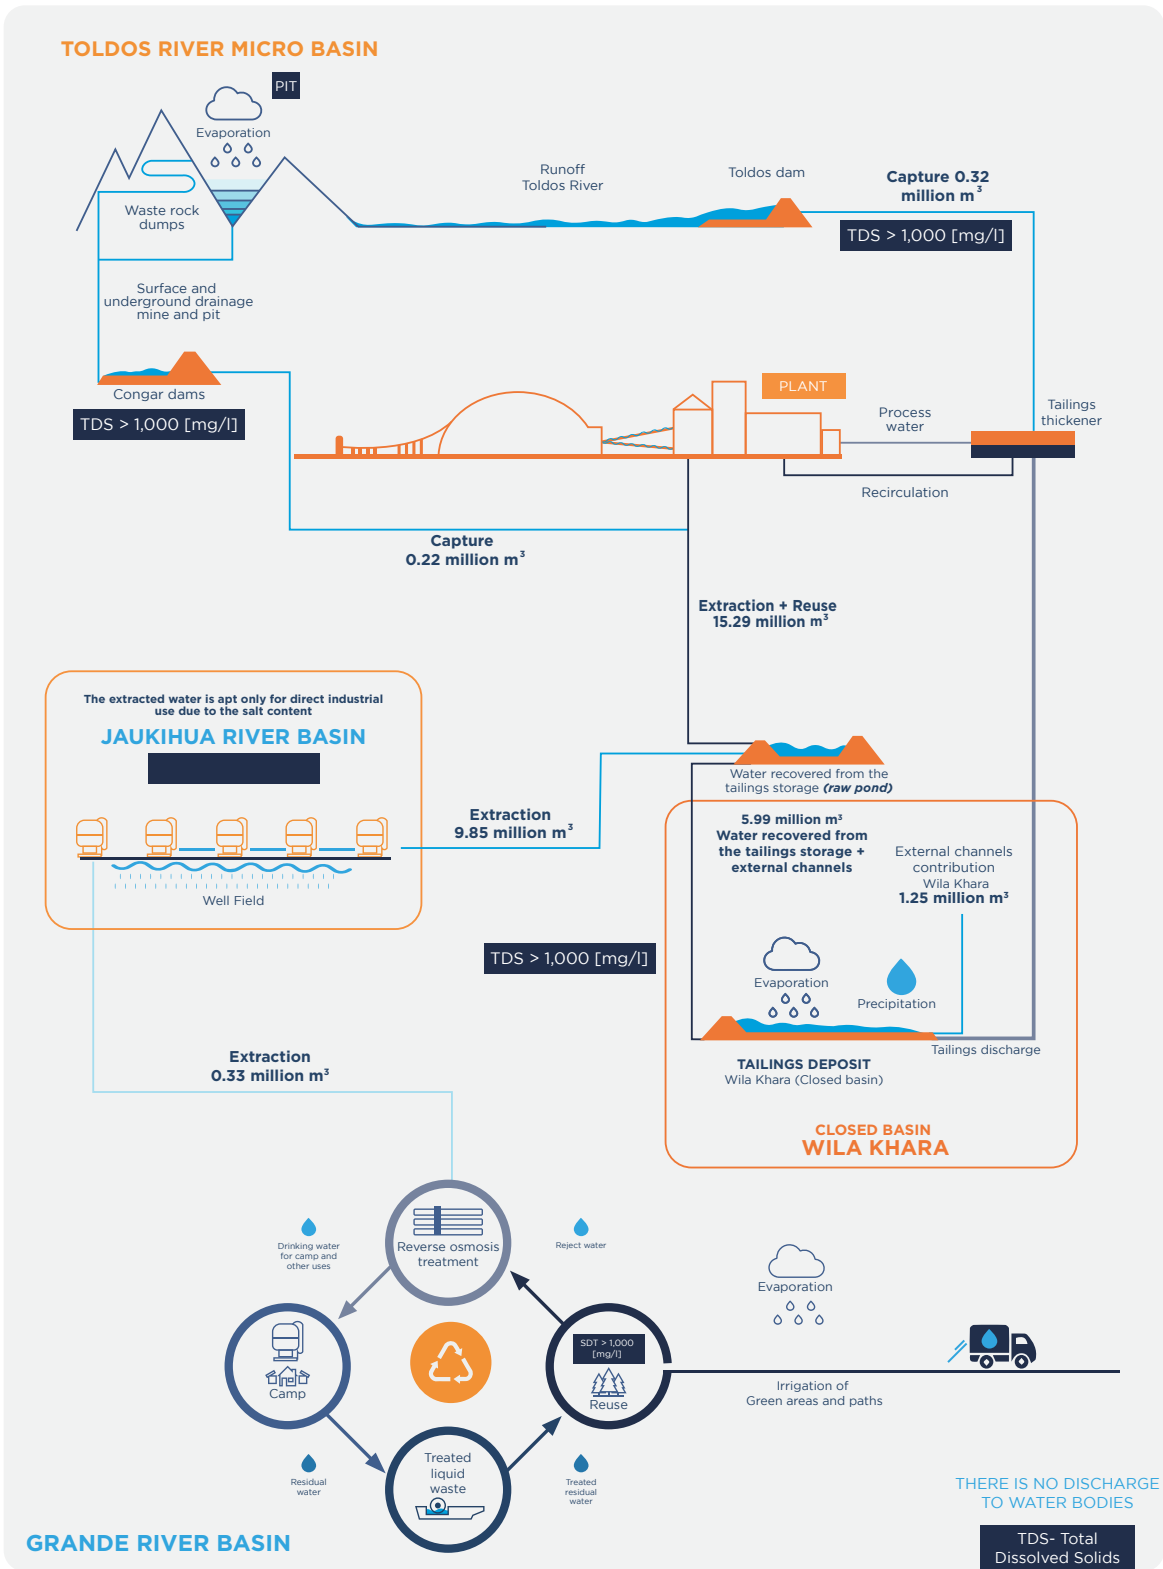 TOLDOS RIVER MICRO BASIN
PIT
Evaporation
Waste rock
dumps
Runoff
Toldos River
Toldos dam
Capture 0.32
million m³
TDS > 1,000 [mg/l]
Surface and
underground drainage
mine and pit
Congar dams
TDS > 1,000 [mg/l]
PLANT
Process
water
Tailings
thickener
Recirculation
Capture
0.22 million m³
Extraction + Reuse
15.29 million m³
The extracted water is apt only for direct industrial
use due to the salt content
JAUKIHUA RIVER BASIN
Well Field
Extraction
9.85 million m³
Water recovered from the
tailings storage (raw pond)
5.99 million m³
Water recovered from
the tailings storage +
external channels
External channels
contribution
Wila Khara
1.25 million m³
TDS > 1,000 [mg/l]
Evaporation
Precipitation
Tailings discharge
TAILINGS DEPOSIT
Wila Khara (Closed basin)
CLOSED BASIN
WILA KHARA
Extraction
0.33 million m³
Drinking water
for camp and
other uses
Reverse osmosis
treatment
Reject water
Camp
SDT > 1,000
[mg/l]
Reuse
Evaporation
Irrigation of
Green areas and paths
Residual
water
Treated
liquid
waste
Treated
residual
water
THERE IS NO DISCHARGE
TO WATER BODIES
GRANDE RIVER BASIN
TDS- Total
Dissolved Solids